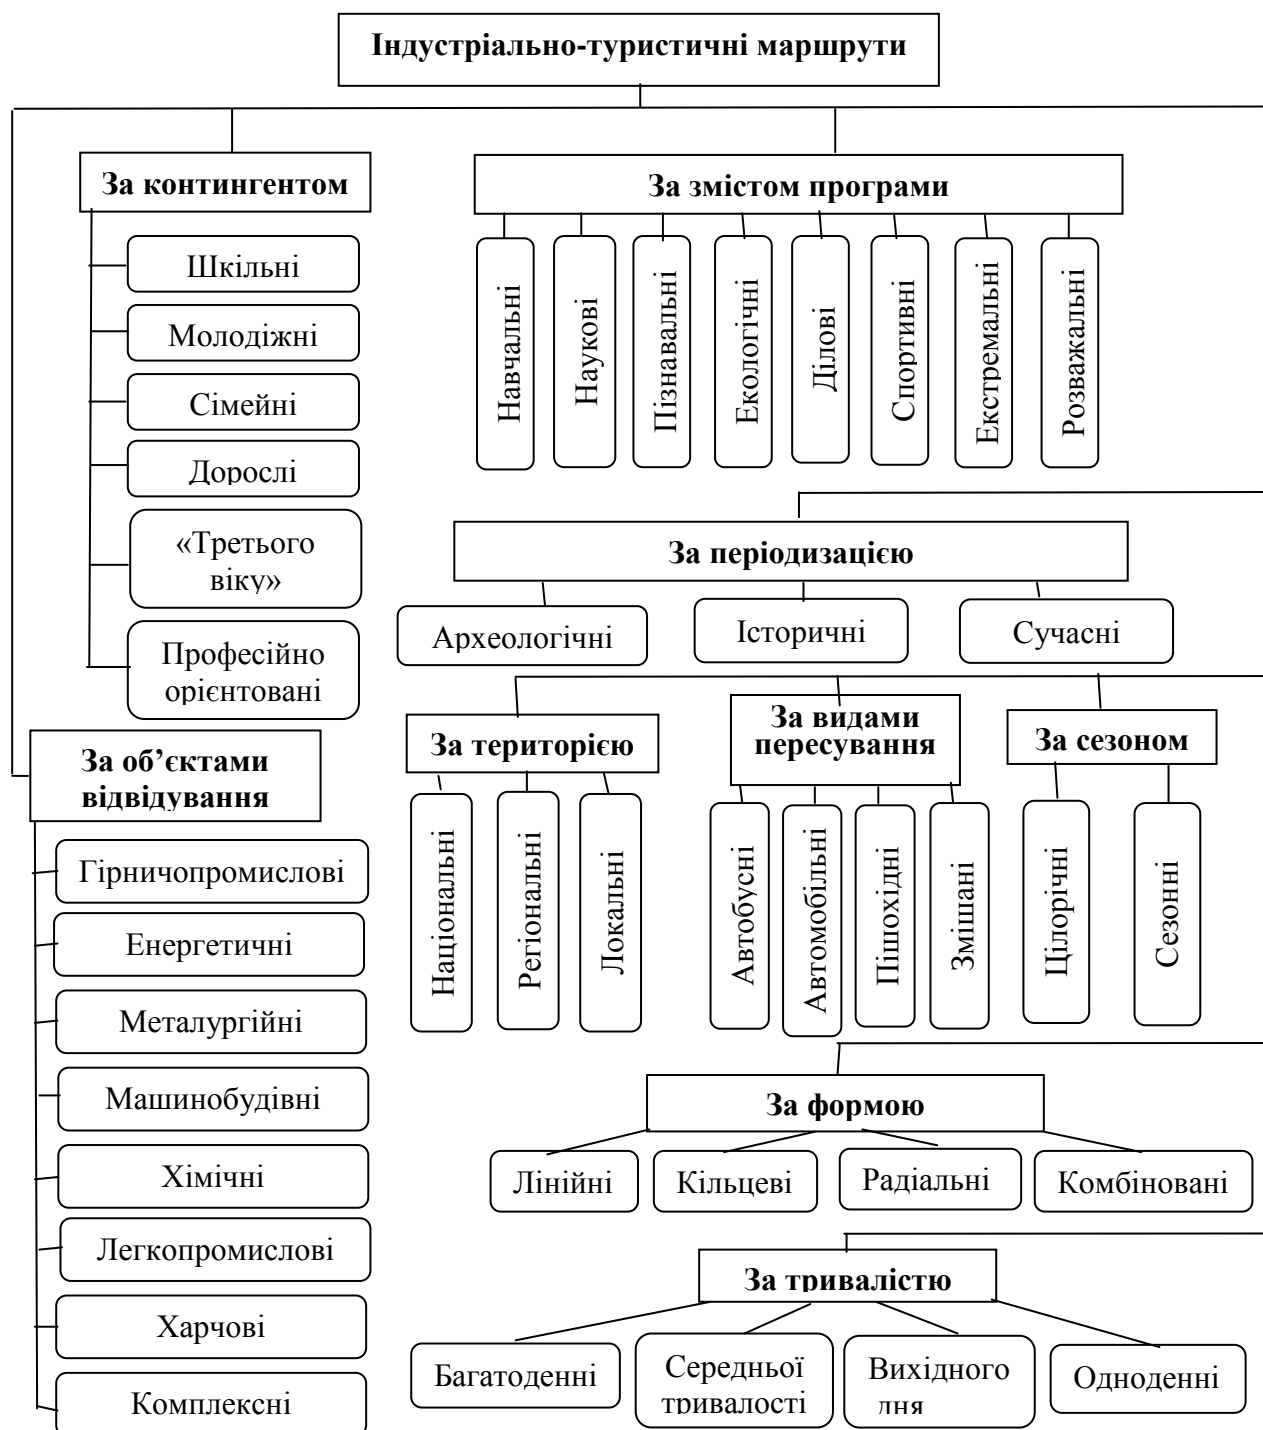 Індустріально-туристичні маршрути
За контингентом
Шкільні
Молодіжні
Сімейні
Дорослі
«Третього
віку»
Професійно
орієнтовані
За об’єктами
відвідування
Гірничопромислові
Енергетичні
Металургійні
Машинобудівні
Хімічні
Легкопромислові
Харчові
Комплексні
За змістом програми
Навчальні
Наукові
Пізнавальні
Екологічні
Ділові
Спортивні
Екстремальні
Розважальні
За періодизацією
Археологічні
Історичні
Сучасні
За територією
Національні
Регіональні
Локальні
За видами
пересування
Автобусні
Автомобільні
Пішохідні
Змішані
За сезоном
Цілорічні
Сезонні
За формою
Лінійні
Кільцеві
Радіальні
Комбіновані
За тривалістю
Багатоденні
Середньої
тривалості
Вихідного
дня
Одноденні